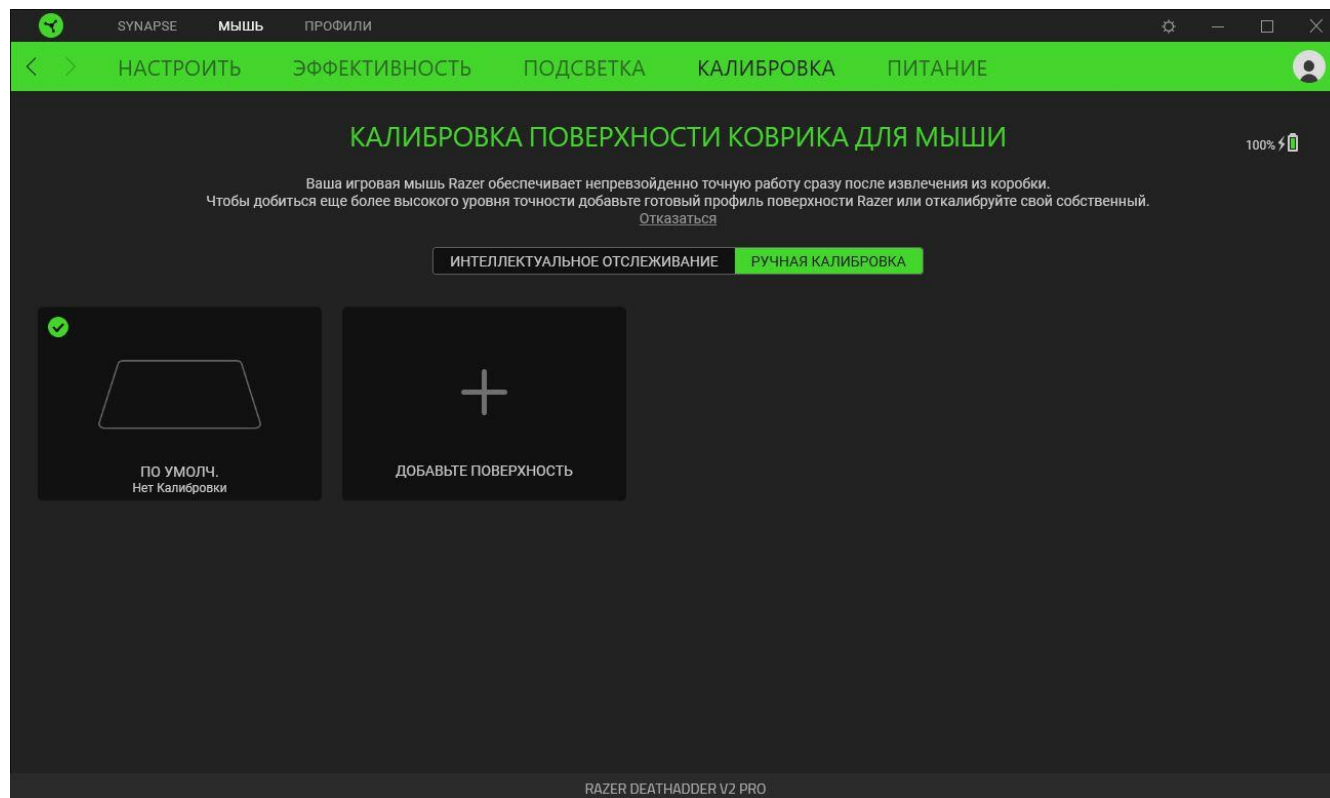 SYNAPSE МЫШЬ ПРОФИЛИ
НАСТРОИТЬ ЭФФЕКТИВНОСТЬ ПОДСВЕТКА КАЛИБРОВКА ПИТАНИЕ
КАЛИБРОВКА ПОВЕРХНОСТИ КОВРИКА ДЛЯ МЫШИ
100%
Ваша игровая мышь Razer обеспечивает непревзойденно точную работу сразу после извлечения из коробки.
Чтобы добиться еще более высокого уровня точности добавьте готовый профиль поверхности Razer или откалибруйте свой собственный.
Отказаться
ИНТЕЛЛЕКТУАЛЬНОЕ ОТСЛЕЖИВАНИЕ РУЧНАЯ КАЛИБРОВКА
ПО УМОЛЧ.
Нет Калибровки
ДОБАВЬТЕ ПОВЕРХНОСТЬ
RAZER DEATHADDER V2 PRO